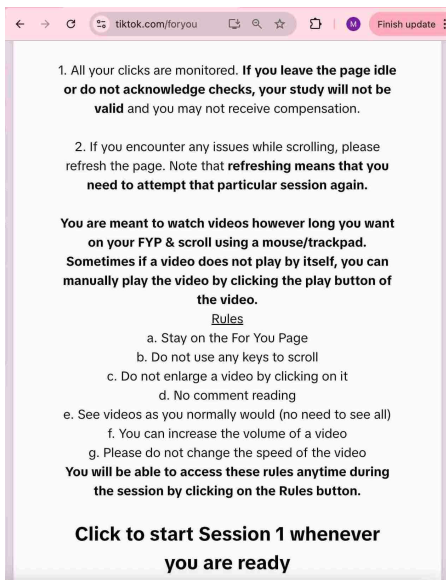 tiktok.com/foryou
M
Finish update
1. All your clicks are monitored. If you leave the page idle
or do not acknowledge checks, your study will not be
valid and you may not receive compensation.
2. If you encounter any issues while scrolling, please
refresh the page. Note that refreshing means that you
need to attempt that particular session again.
You are meant to watch videos however long you want
on your FYP & scroll using a mouse/trackpad.
Sometimes if a video does not play by itself, you can
manually play the video by clicking the play button of
the video.
Rules
a. Stay on the For You Page
b. Do not use any keys to scroll
c. Do not enlarge a video by clicking on it
d. No comment reading
e. See videos as you normally would (no need to see all)
f. You can increase the volume of a video
g. Please do not change the speed of the video
You will be able to access these rules anytime during
the session by clicking on the Rules button.
Click to start Session 1 whenever
you are ready